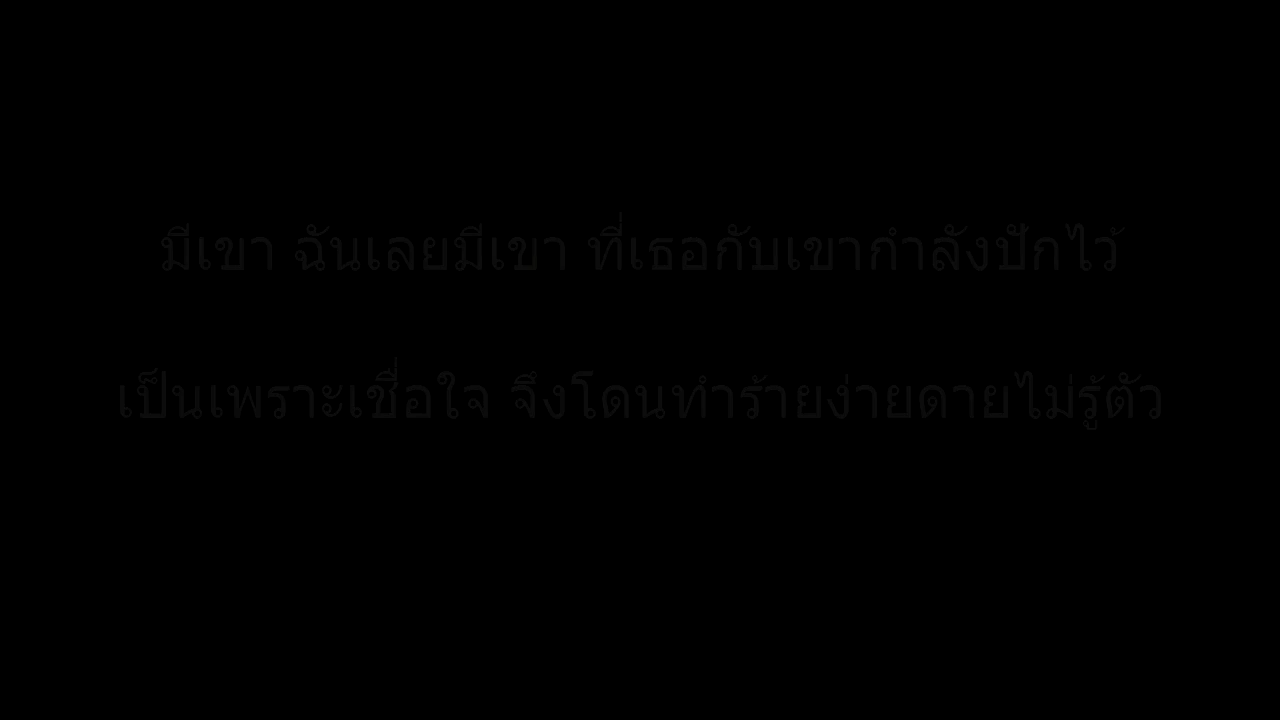 มีเขา ฉันเลยมีเขา ที่เธอกับเขากำลังปักไว้
เป็นเพราะเชื่อใจ จึงโดนทำร้ายง่ายดายไม่รู้ตัว